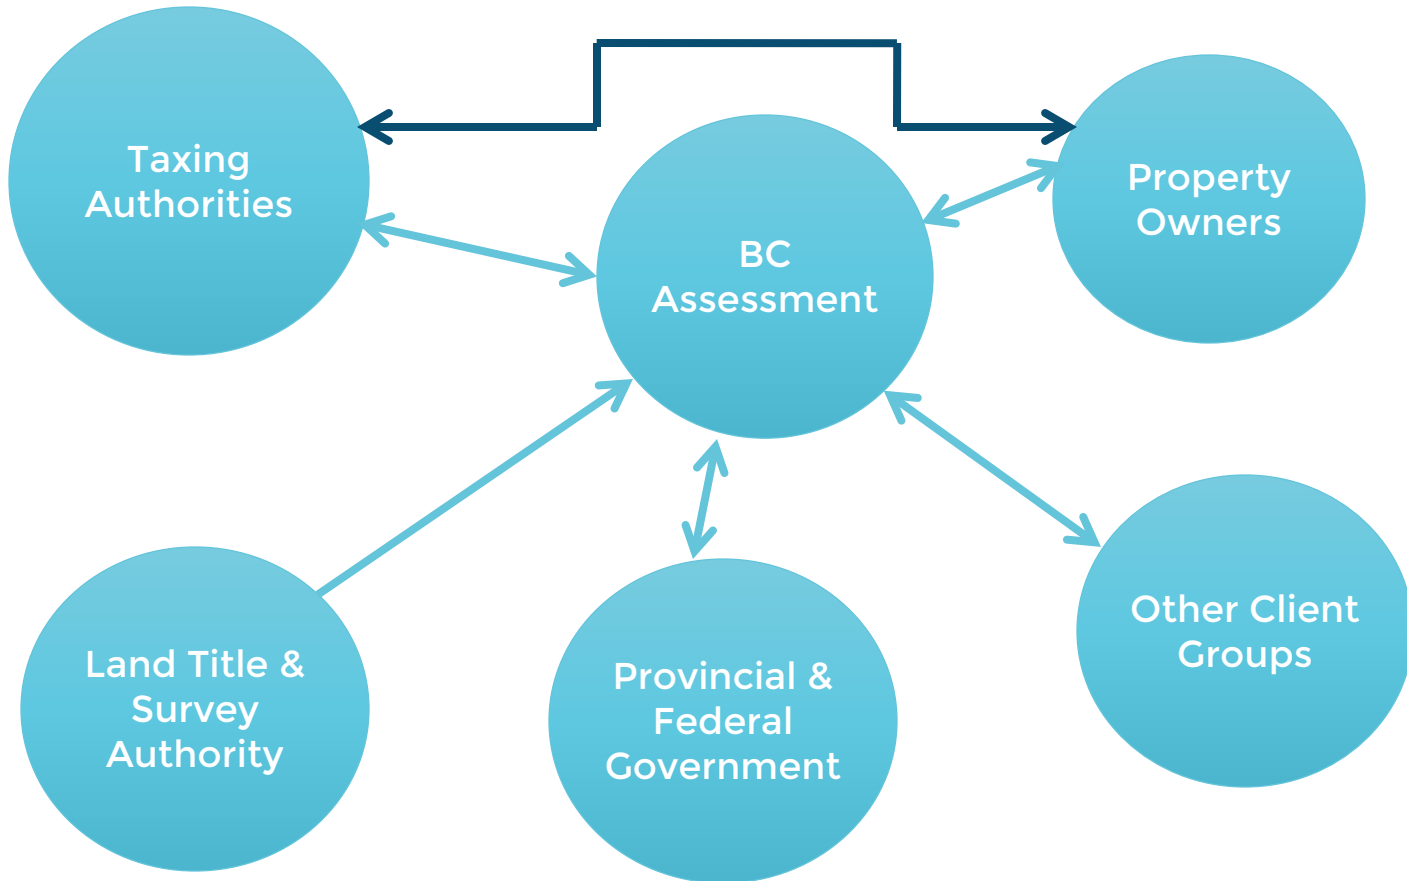 Taxing
Authorities
BC
Assessment
Property
Owners
Land Title &
Survey
Authority
Provincial &
Federal
Government
Other Client
Groups